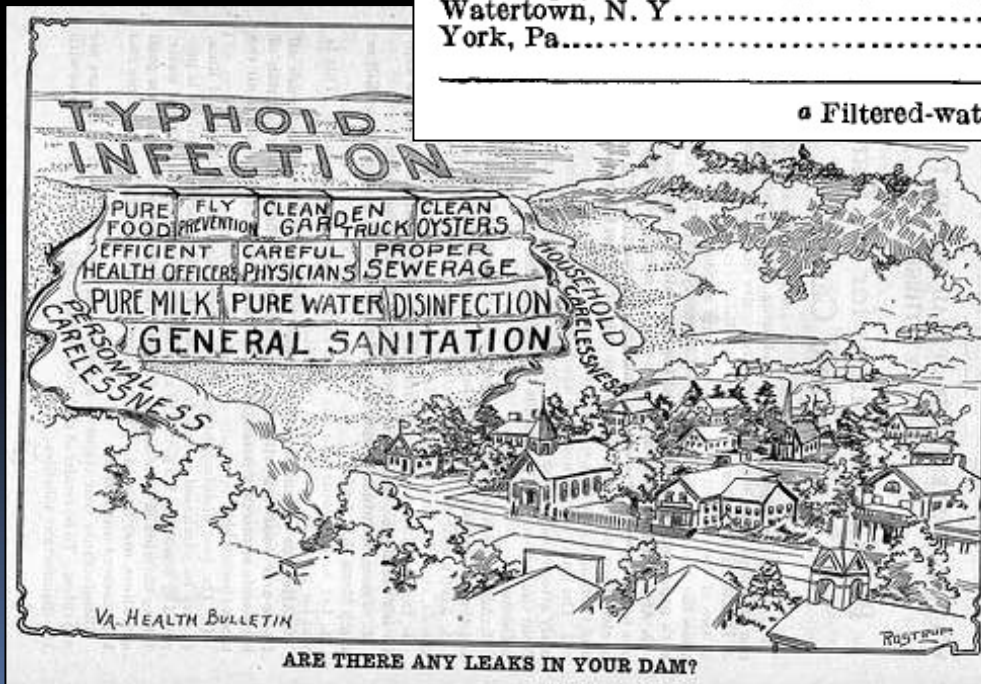 Watertown, N. Y.
York, Pa.
a Filtered-wat
TYPHOID
INFECTION
PURE FOOD
FLY PREVENTION
CLEAN GARDEN TRUCK
CLEAN OYSTERS
EFFICIENT HEALTH OFFICERS
CAREFUL PHYSICIANS
PROPER SEWERAGE
PURE MILK
PURE WATER
DISINFECTION
GENERAL SANITATION
PERSONAL CARELESSNESS
HOUSEHOLD CARELESSNESS
VA. HEALTH BULLETIN
ROSTRUP
ARE THERE ANY LEAKS IN YOUR DAM?